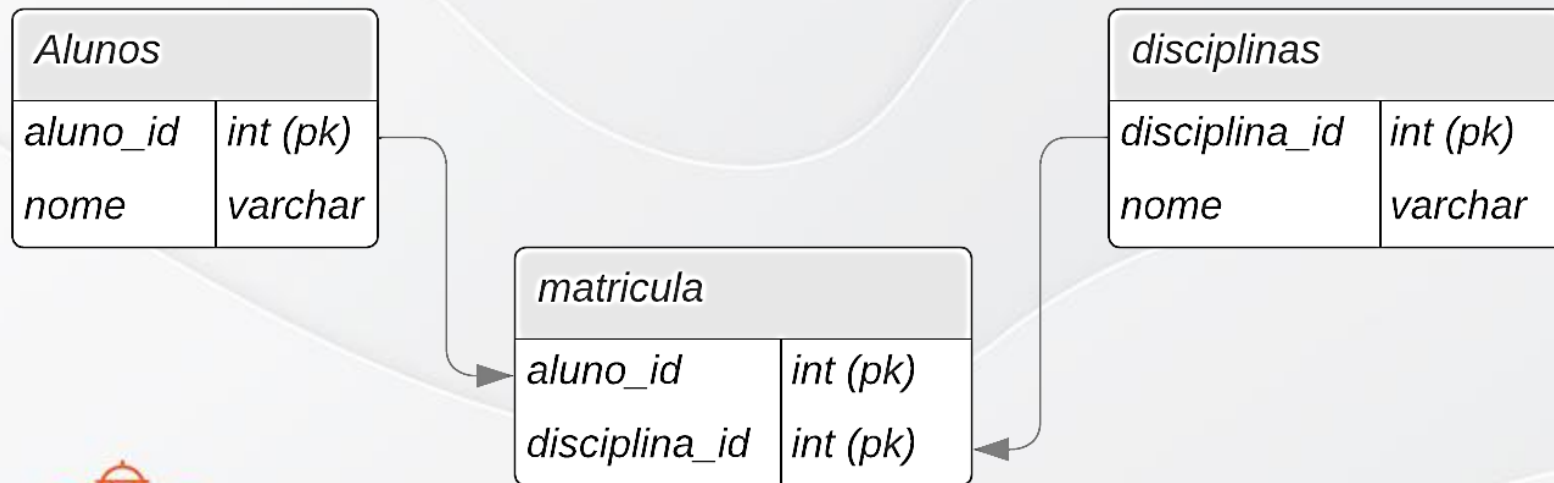 Alunos
aluno_id int (pk)
nome varchar
disciplinas
disciplina_id int (pk)
nome varchar
matricula
aluno_id int (pk)
disciplina_id int (pk)